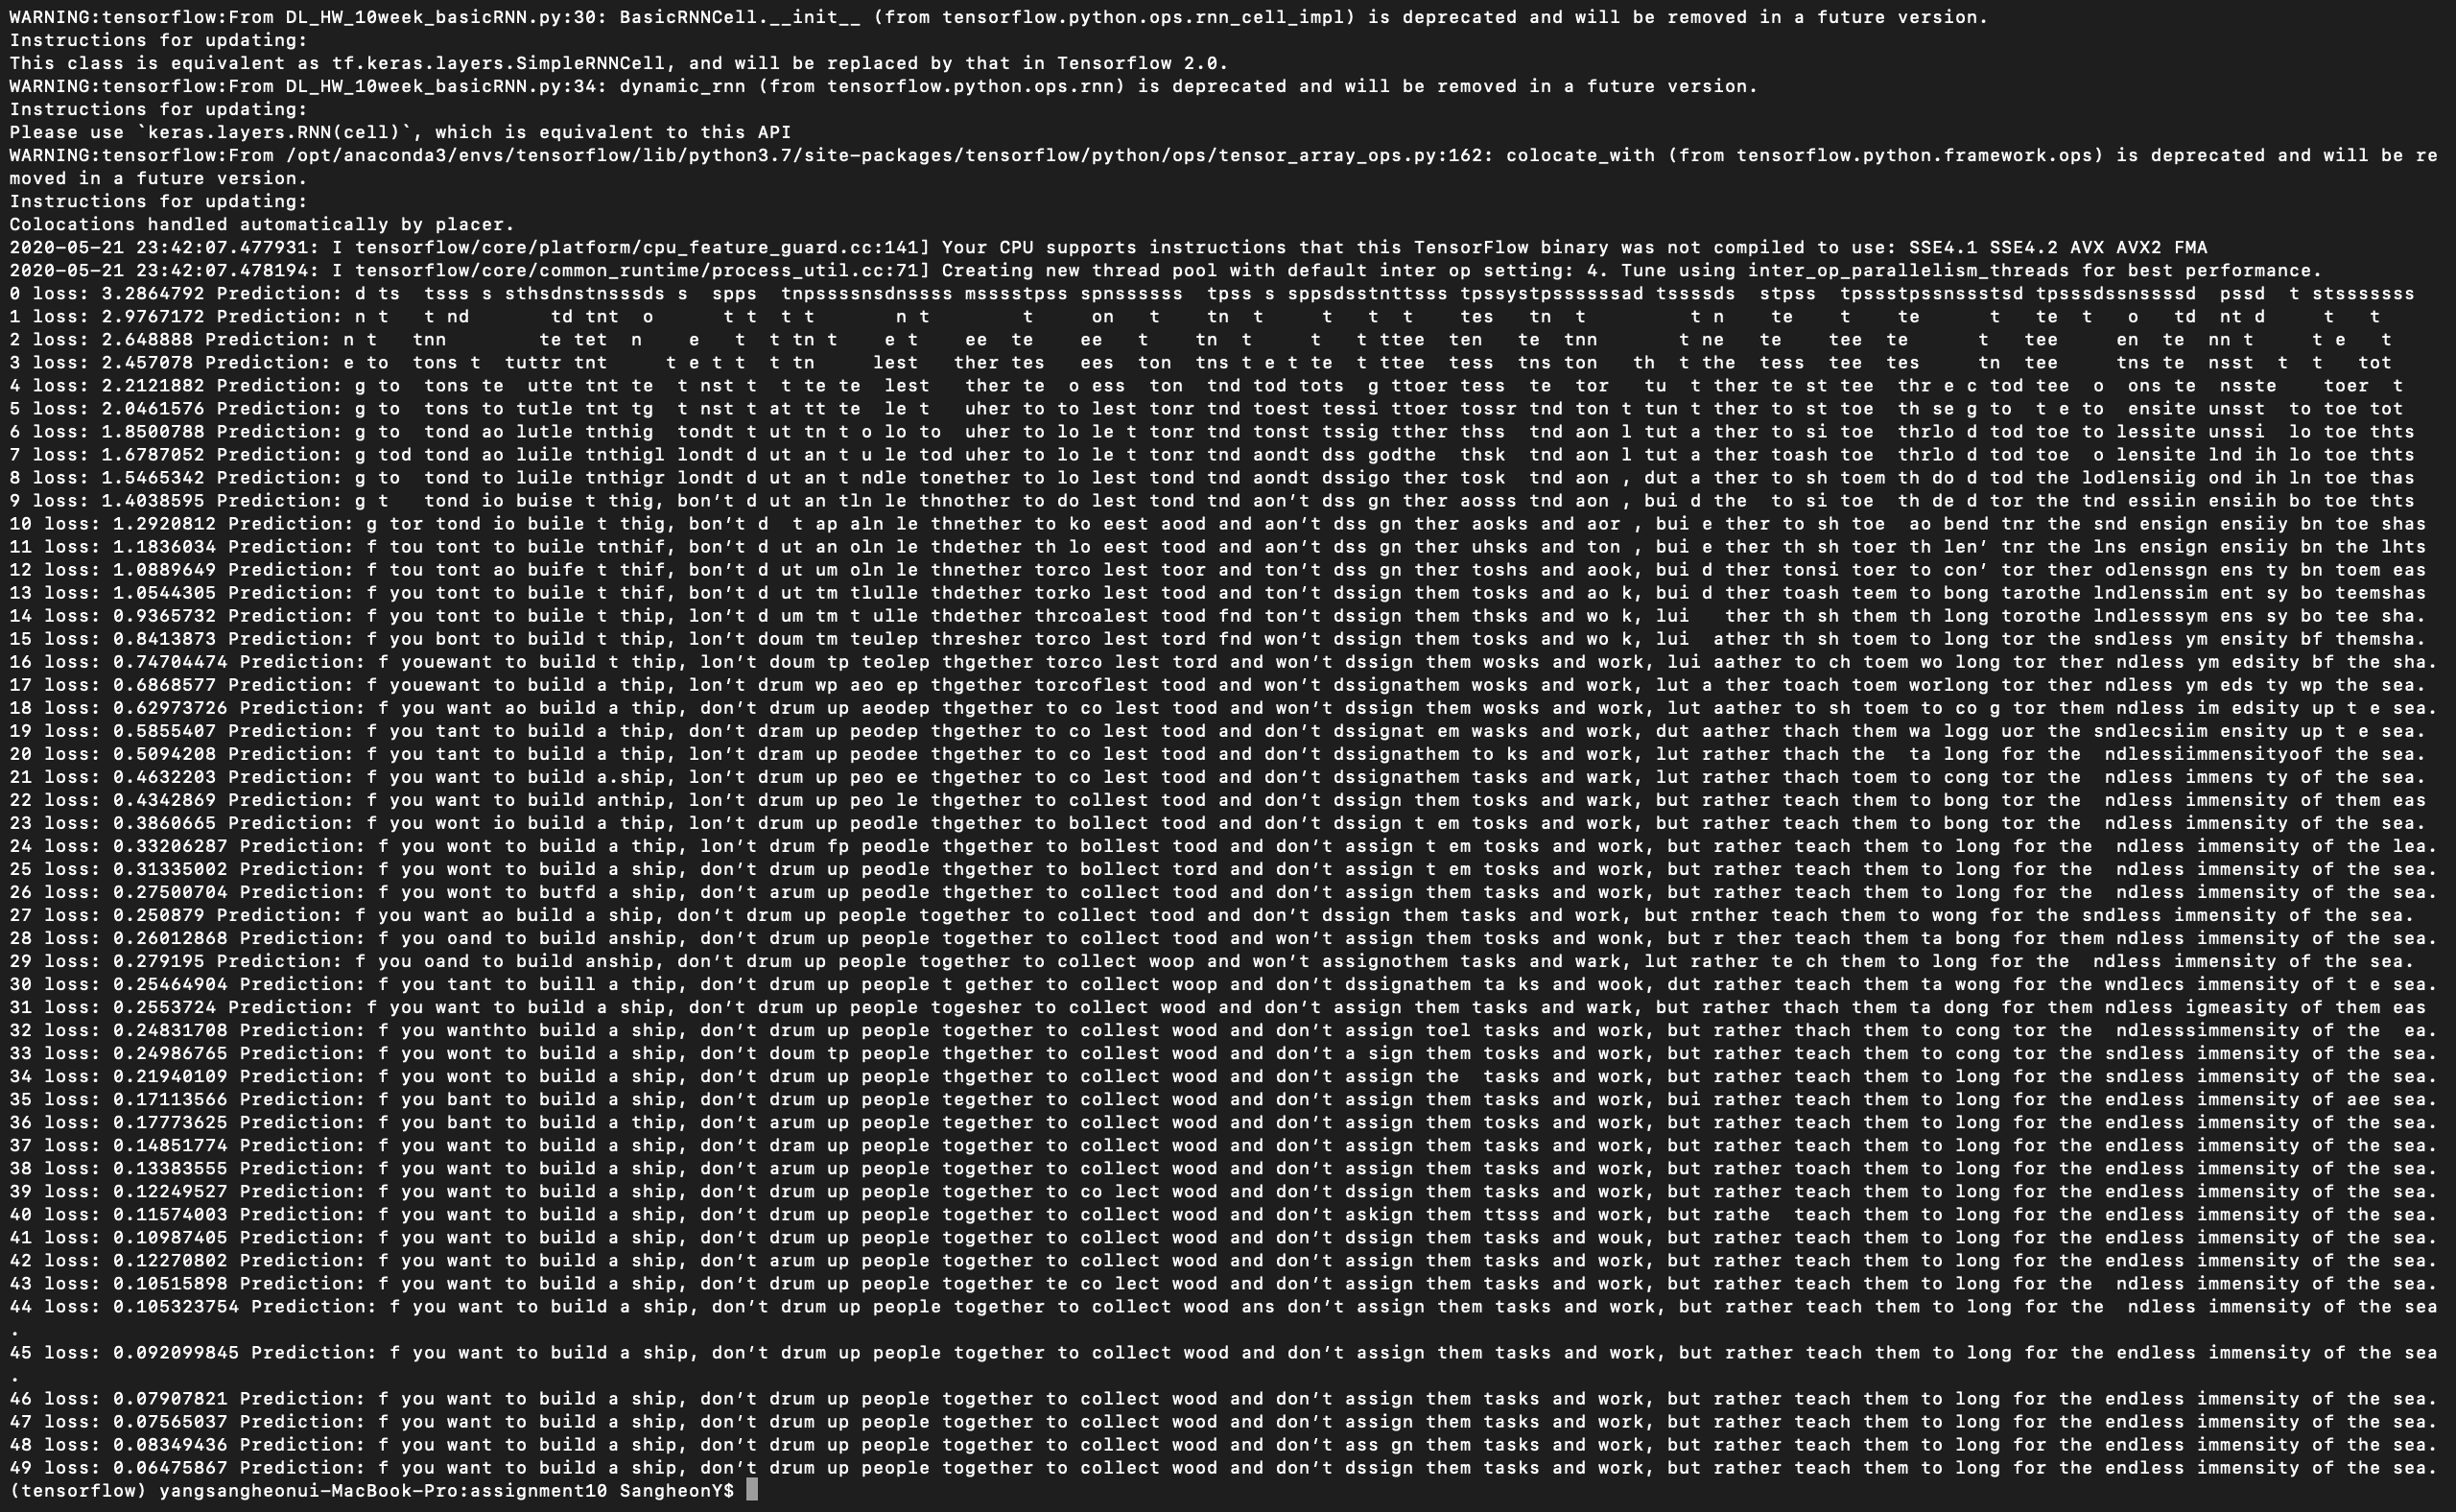 WARNING:tensorflow:From DL_HW_10week_basicRNN.py:30: BasicRNNCell.__init__ (from tensorflow.python.ops.rnn_cell_impl) is deprecated and will be removed in a future version.
Instructions for updating:
This class is equivalent as tf.keras.layers.SimpleRNNCell, and will be replaced by that in Tensorflow 2.0.
WARNING:tensorflow:From DL_HW_10week_basicRNN.py:34: dynamic_rnn (from tensorflow.python.ops.rnn) is deprecated and will be removed in a future version.
Instructions for updating:
Please use `keras.layers.RNN(cell)`, which is equivalent to this API
WARNING:tensorflow:From /opt/anaconda3/envs/tensorflow/lib/python3.7/site-packages/tensorflow/python/ops/tensor_array_ops.py:162: colocate_with (from tensorflow.python.framework.ops) is deprecated and will be re
moved in a future version.
Instructions for updating:
Colocations handled automatically by placer.
2020-05-21 23:42:07.477931: I tensorflow/core/platform/cpu_feature_guard.cc:141] Your CPU supports instructions that this TensorFlow binary was not compiled to use: SSE4.1 SSE4.2 AVX AVX2 FMA
2020-05-21 23:42:07.478194: I tensorflow/core/common_runtime/process_util.cc:71] Creating new thread pool with default inter op setting: 4. Tune using inter_op_parallelism_threads for best performance.
0 loss: 3.2864792 Prediction: d ts  tsss s sthsdnstnsssds s  spps  tnpssssnsdnssss mssstpss spnssssss  tpss s sppsdsstnttsss tpssystpssssssad tssssds  stpss  tpssstpssnssstsd tpsssdssnssssd  pssd  t stsssssss
1 loss: 2.9767172 Prediction: n t   t nd       td tnt  o      t t  t t       n t        t     on   t    tn  t     t   t  t    tes   tn  t         t n    te    t    te      t   te  t   o   td  nt d     t   t
2 loss: 2.648888 Prediction: n t   tnn        te tet  n    e   t  t tn t    e t    ee  te    ee   t    tn  t     t   t ttee  ten   te  tnn       t ne   te   tee  te      t   tee     en  te  nn t     t e   t
3 loss: 2.457078 Prediction: e to  tons t  tuttr tnt     t e t t  t tn     lest   ther tes   ees  ton  tns t e t te  t ttee  tess  tns ton   th  t the  tess  tee  tes     tn  tee     tns te  nsst  t  t   tot
4 loss: 2.2121882 Prediction: g to  tons te  utte tnt te  t nst t  t te te  lest   ther te  o ess  ton  tnd tod tots  g ttoer tess  te  tor   tu  t ther te st tee  thr e c tod tee  o  ons te  nsste    toer  t
5 loss: 2.0461576 Prediction: g to  tons to tutle tnt tg  t nst t at tt te  le t   uher to to lest tonr tnd toest tessi ttoer tossr tnd ton t tun t ther to st toe  th se g to  t e to  ensite unsst  to toe tot
6 loss: 1.8500788 Prediction: g to  tond ao lutle tnthig  tondt t ut tn t o lo to  uher to lo le t tonr tnd tonst tssig tther thss  tnd aon l tut a ther to si toe  thrlo d tod toe to lessite unssi  lo toe thts
7 loss: 1.6787052 Prediction: g tod tond ao luile tnthigl londt d ut an t u le tod uher to lo le t tonr tnd aondt dss godthe  thsk  tnd aon l tut a ther toash toe  thrlo d tod toe  o lensite lnd ih lo toe thts
8 loss: 1.5465342 Prediction: g to  tond to luile tnthigr londt d ut an t ndle tonether to lo lest tond tnd aondt dssigo ther tosk  tnd aon , dut a ther to sh toem th do d tod the lodlensiig ond ih ln toe thas
9 loss: 1.4038595 Prediction: g t   tond io buise t thig, bon’t d ut an tln le thnother to do lest tond tnd aon’t dss gn ther aosss tnd aon , bui d the  to si toe  th de d tor the tnd essiin ensiih bo toe thts
10 loss: 1.2920812 Prediction: g tor tond io buile t thig, bon’t d  t ap aln le thnether to ko eest aood and aon’t dss gn ther aosks and aor , bui e ther to sh toe  ao bend tnr the snd ensign ensiiy bn toe shas
11 loss: 1.1836034 Prediction: f tou tont to buile tnthif, bon’t d ut an oln le thdether th lo eest tood and aon’t dss gn ther uhsks and ton , bui e ther th sh toer th len’ tnr the lns ensign ensiiy bn the lhts
12 loss: 1.0889649 Prediction: f tou tont ao buife t thif, bon’t d ut um oln le thnether torco lest toor and ton’t dss gn ther toshs and aook, bui d ther tonsi toer to con’ tor ther odlenssgn ens ty bn toem eas
13 loss: 1.0544305 Prediction: f you tont to buile t thif, bon’t d ut tm tlulle thdether torko lest tood and ton’t dssign them tosks and ao k, bui d ther toash teem to bong tarothe lndlenssim ent sy bo teemshas
14 loss: 0.9365732 Prediction: f you tont to buile t thip, lon’t d um tm t ulle thdether thrcoalest tood fnd ton’t dssign them thsks and wo k, lui   ther th sh them th long torothe lndlesssym ens sy bo tee sha.
15 loss: 0.8413873 Prediction: f you bont to build t thip, lon’t doum tm teulep thresher torco lest tord fnd won’t dssign them tosks and wo k, lui  ather th sh toem to long tor the sndless ym ensity bf themsha.
16 loss: 0.74704474 Prediction: f youewant to build t thip, lon’t doum tp teolep thgether torco lest tord and won’t dssign them wosks and work, lui aather to ch toem wo long tor ther ndless ym edsity bf the sha.
17 loss: 0.6868577 Prediction: f youewant to build a thip, lon’t drum wp aeo ep thgether torcoflest tood and won’t dssignathem wosks and work, lut a ther toach toem worlong tor ther ndless ym eds ty wp the sea.
18 loss: 0.62973726 Prediction: f you want ao build a thip, don’t drum up aeodep thgether to co lest tood and won’t dssign them wosks and work, lut aather to sh toem to co g tor them ndless im edsity up t e sea.
19 loss: 0.5855407 Prediction: f you tant to build a thip, don’t dram up peodep thgether to co lest tood and don’t dssignat em wasks and work, dut aather thach them wa logg uor the sndlecsiim ensity up t e sea.
20 loss: 0.5094208 Prediction: f you tant to build a thip, lon’t dram up peodee thgether to co lest tood and don’t dssignathem to ks and work, lut rather thach the  ta long for the  ndlessiimmensityoof the sea.
21 loss: 0.4632203 Prediction: f you want to build a.ship, lon’t drum up peo ee thgether to co lest tood and don’t dssignathem tasks and wark, lut rather thach toem to cong tor the  ndless immens ty of the sea.
22 loss: 0.4342869 Prediction: f you want to build anthip, lon’t drum up peo le thgether to collest tood and don’t dssign them tosks and wark, but rather teach them to bong tor the  ndless immensity of them eas
23 loss: 0.3860665 Prediction: f you wont io build a thip, lon’t drum up peodle thgether to bollect tood and don’t dssign t em tosks and work, but rather teach them to bong tor the  ndless immensity of the sea.
24 loss: 0.33206287 Prediction: f you wont to build a thip, lon’t drum fp peodle thgether to bollest tood and don’t assign t em tosks and work, but rather teach them to long for the  ndless immensity of the lea.
25 loss: 0.31335002 Prediction: f you wont to build a ship, don’t drum up peodle thgether to bollect tord and don’t assign t em tosks and work, but rather teach them to long for the  ndless immensity of the sea.
26 loss: 0.27500704 Prediction: f you wont to butfd a ship, don’t arum up peodle thgether to collect tood and don’t assign them tasks and work, but rather teach them to long for the  ndless immensity of the sea.
27 loss: 0.250879 Prediction: f you want ao build a ship, don’t drum up people together to collect tood and don’t dssign them tasks and work, but rnther teach them to wong for the sndless immensity of the sea.
28 loss: 0.26012868 Prediction: f you oand to build anship, don’t drum up people together to collect tood and won’t assign them tosks and wonk, but r ther teach them ta bong for them ndless immensity of the sea.
29 loss: 0.279195 Prediction: f you oand to build anship, don’t drum up people together to collect woop and won’t assignothem tasks and wark, lut rather te ch them to long for the  ndless immensity of the sea.
30 loss: 0.25464904 Prediction: f you tant to buill a thip, don’t drum up people t gether to collect woop and don’t dssignathem ta ks and wook, dut rather teach them ta wong for the wndlecs immensity of t e sea.
31 loss: 0.2553724 Prediction: f you want to build a ship, don’t drum up people togesher to collect wood and don’t assign them tasks and wark, but rather thach them ta dong for them ndless igmeasity of them eas
32 loss: 0.24831708 Prediction: f you wanthto build a ship, don’t drum up people together to collest wood and don’t assign toel tasks and work, but rather thach them to cong tor the  ndlesssimmensity of the  ea.
33 loss: 0.24986765 Prediction: f you wont to build a ship, don’t doum tp people thgether to collest wood and don’t a sign them tosks and work, but rather teach them to cong tor the sndless immensity of the sea.
34 loss: 0.21940109 Prediction: f you wont to build a ship, don’t drum up people thgether to collect wood and don’t assign the  tasks and work, but rather teach them to long for the sndless immensity of the sea.
35 loss: 0.17113566 Prediction: f you bant to build a ship, don’t drum up people tegether to collect wood and don’t assign them tasks and work, bui rather teach them to long for the endless immensity of aee sea.
36 loss: 0.17773625 Prediction: f you bant to build a thip, don’t arum up people tegether to collect wood and don’t assign them tosks and work, but rather teach them to long for the endless immensity of the sea.
37 loss: 0.14851774 Prediction: f you want to build a ship, don’t dram up people together to collect wood and don’t assign them tasks and work, but rather teach them to long for the endless immensity of the sea.
38 loss: 0.13383555 Prediction: f you want to build a ship, don’t arum up people together to collect wood and don’t assign them tasks and work, but rather toach them to long for the endless immensity of the sea.
39 loss: 0.12249527 Prediction: f you want to build a ship, don’t drum up people together to co lect wood and don’t dssign them tasks and work, but rather teach them to long for the endless immensity of the sea.
40 loss: 0.11574003 Prediction: f you want to build a ship, don’t drum up people together to collect wood and don’t askign them ttsss and work, but rathe  teach them to long for the endless immensity of the sea.
41 loss: 0.10987405 Prediction: f you want to build a ship, don’t drum up people together to collect wood and don’t dssign them tasks and wouk, but rather teach them to long for the endless immensity of the sea.
42 loss: 0.12270802 Prediction: f you want to build a ship, don’t arum up people together to collect wood and don’t assign them tasks and work, but rather teach them to long for the endless immensity of the sea.
43 loss: 0.10515898 Prediction: f you want to build a ship, don’t drum up people together te co lect wood and don’t assign them tasks and work, but rather teach them to long for the  ndless immensity of the sea.
44 loss: 0.105323754 Prediction: f you want to build a ship, don’t drum up people together to collect wood ans don’t assign them tasks and work, but rather teach them to long for the  ndless immensity of the sea
.
45 loss: 0.092099845 Prediction: f you want to build a ship, don’t drum up people together to collect wood and don’t assign them tasks and work, but rather teach them to long for the endless immensity of the sea
.
46 loss: 0.07907821 Prediction: f you want to build a ship, don’t drum up people together to collect wood and don’t assign them tasks and work, but rather teach them to long for the endless immensity of the sea.
47 loss: 0.07565037 Prediction: f you want to build a ship, don’t drum up people together to collect wood and don’t assign them tasks and work, but rather teach them to long for the endless immensity of the sea.
48 loss: 0.08349436 Prediction: f you want to build a ship, don’t drum up people together to collect wood and don’t ass gn them tasks and work, but rather teach them to long for the endless immensity of the sea.
49 loss: 0.06475867 Prediction: f you want to build a ship, don’t drum up people together to collect wood and don’t dssign them tasks and work, but rather teach them to long for the endless immensity of the sea.
(tensorflow) yangsangheonui-MacBook-Pro:assignment10 SangheonY$